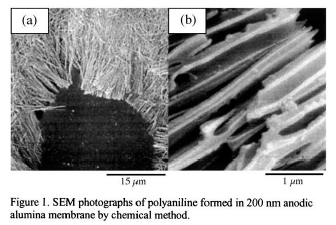 (a)
(b)
15 µm
1 µm
Figure 1. SEM photographs of polyaniline formed in 200 nm anodic
alumina membrane by chemical method.